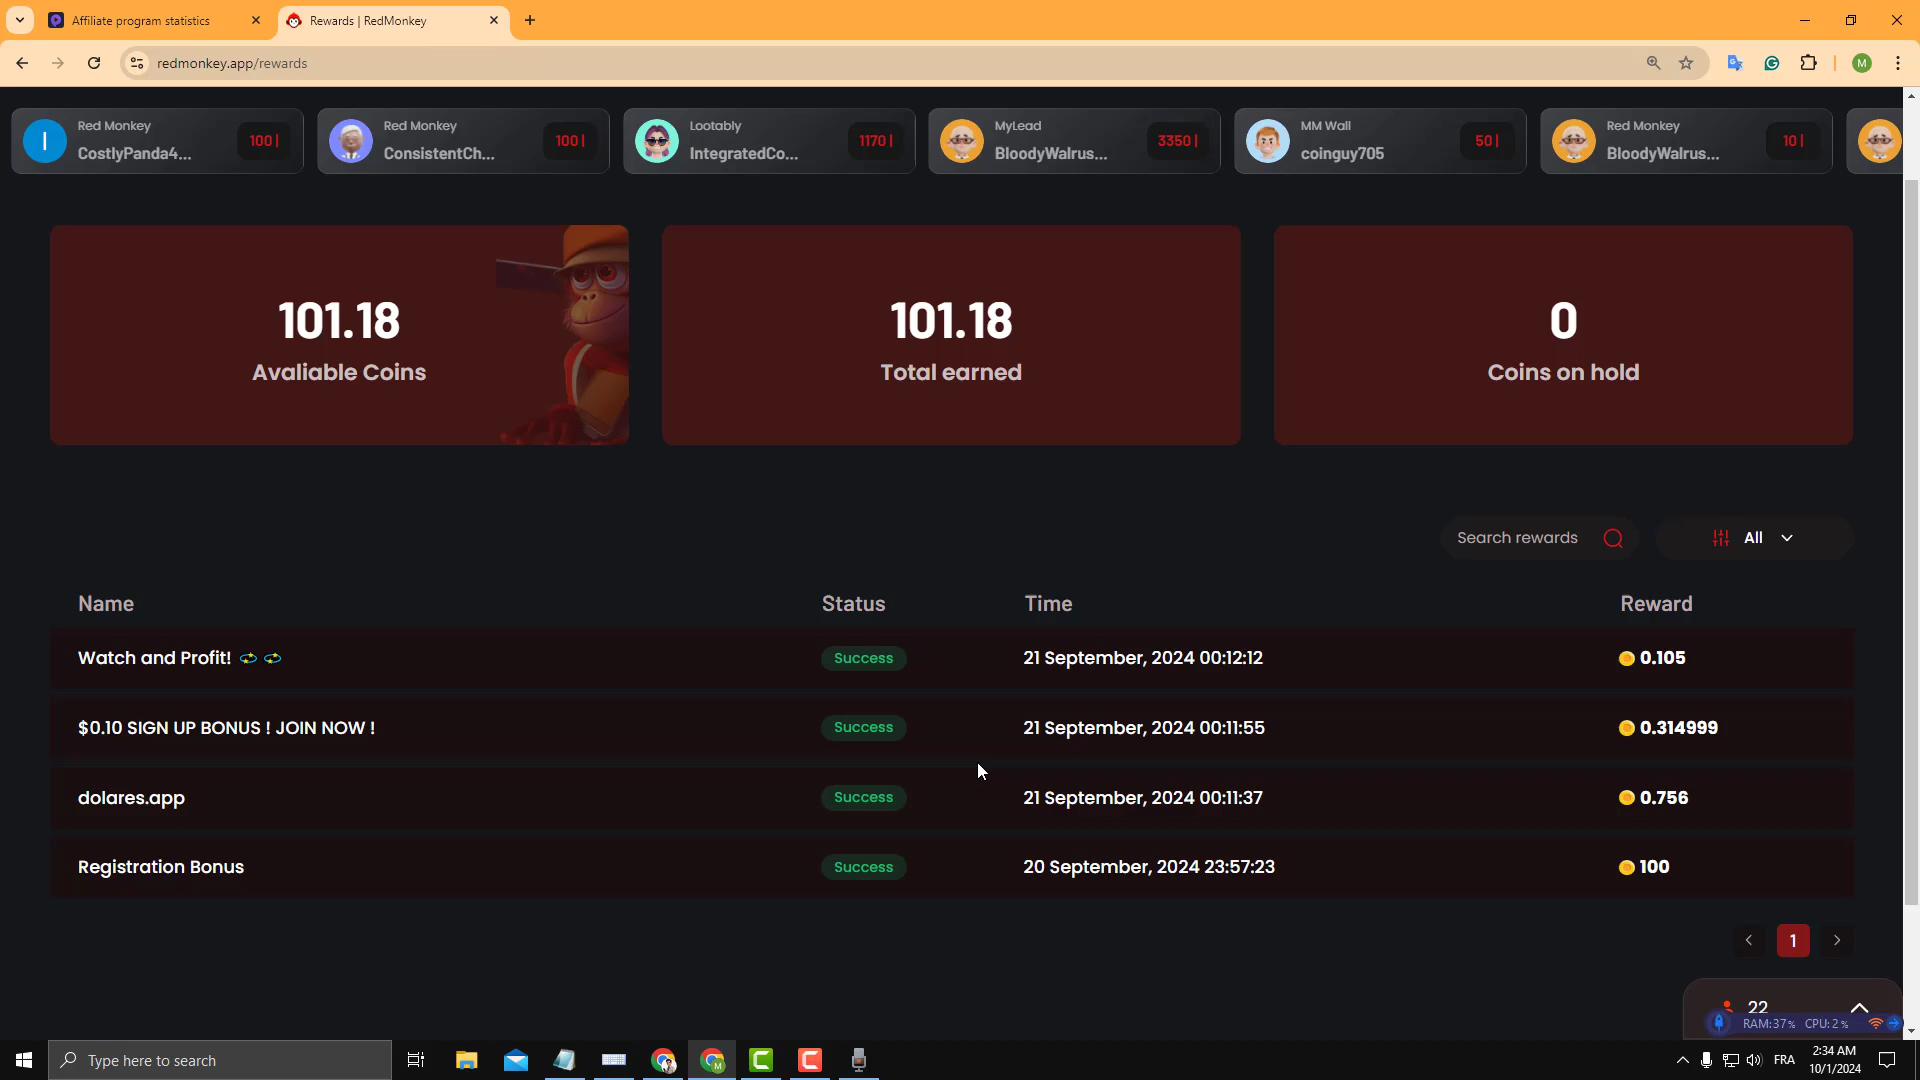 Affiliate program statistics
Rewards | RedMonkey
redmonkey.app/rewards
M
I
Red Monkey
CostlyPanda4...
100 |
Red Monkey
ConsistentCh...
100 |
Lootably
IntegratedCo...
1170 |
MyLead
BloodyWalrus...
3350 |
MM Wall
coinguy705
50 |
Red Monkey
BloodyWalrus...
10 |
101.18
Avaliable Coins
101.18
Total earned
0
Coins on hold
Search rewards
All
Name Status Time Reward
Watch and Profit! Success 21 September, 2024 00:12:12 0.105
$0.10 SIGN UP BONUS ! JOIN NOW ! Success 21 September, 2024 00:11:55 0.314999
dolares.app Success 21 September, 2024 00:11:37 0.756
Registration Bonus Success 20 September, 2024 23:57:23 100
1
22
RAM:37% CPU:2%
Type here to search
FRA
2:34 AM
10/1/2024